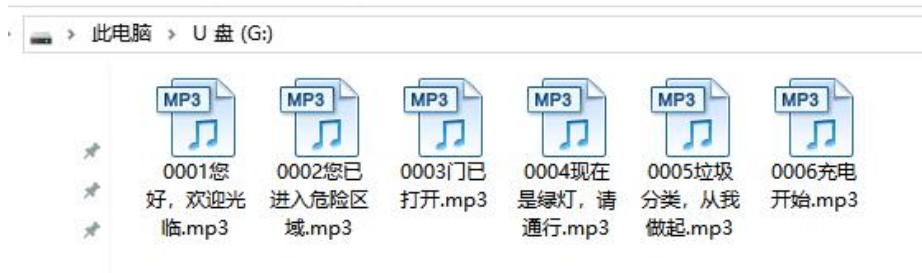 此电脑 > U 盘 (G:)
MP3 MP3 MP3 MP3 MP3 MP3
0001您 0002您已 0003门已 0004现在 0005垃圾 0006充电
好，欢迎光 进入危险区 打开.mp3 是绿灯，请 分类，从我 开始.mp3
临.mp3 域.mp3 通行.mp3 做起.mp3